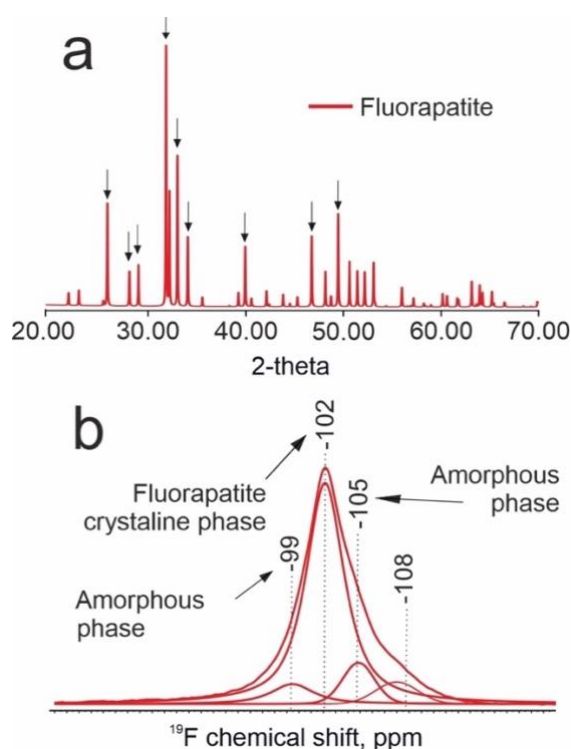 a
Fluorapatite
20.00 30.00 40.00 50.00 60.00 70.00
2-theta
b
-102
Fluorapatite
crystaline phase
-105
Amorphous
phase
-99
Amorphous
phase
-108
19F chemical shift, ppm